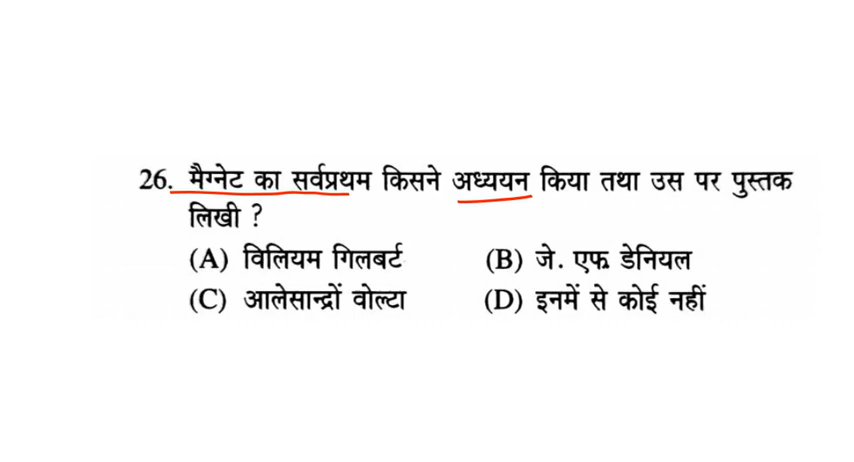 26. मैग्नेट का सर्वप्रथम किसने अध्ययन किया तथा उस पर पुस्तक
लिखी ?
(A) विलियम गिलबर्ट (B) जे. एफ. डेनियल
(C) आलेसान्द्रों वोल्टा (D) इनमें से कोई नहीं